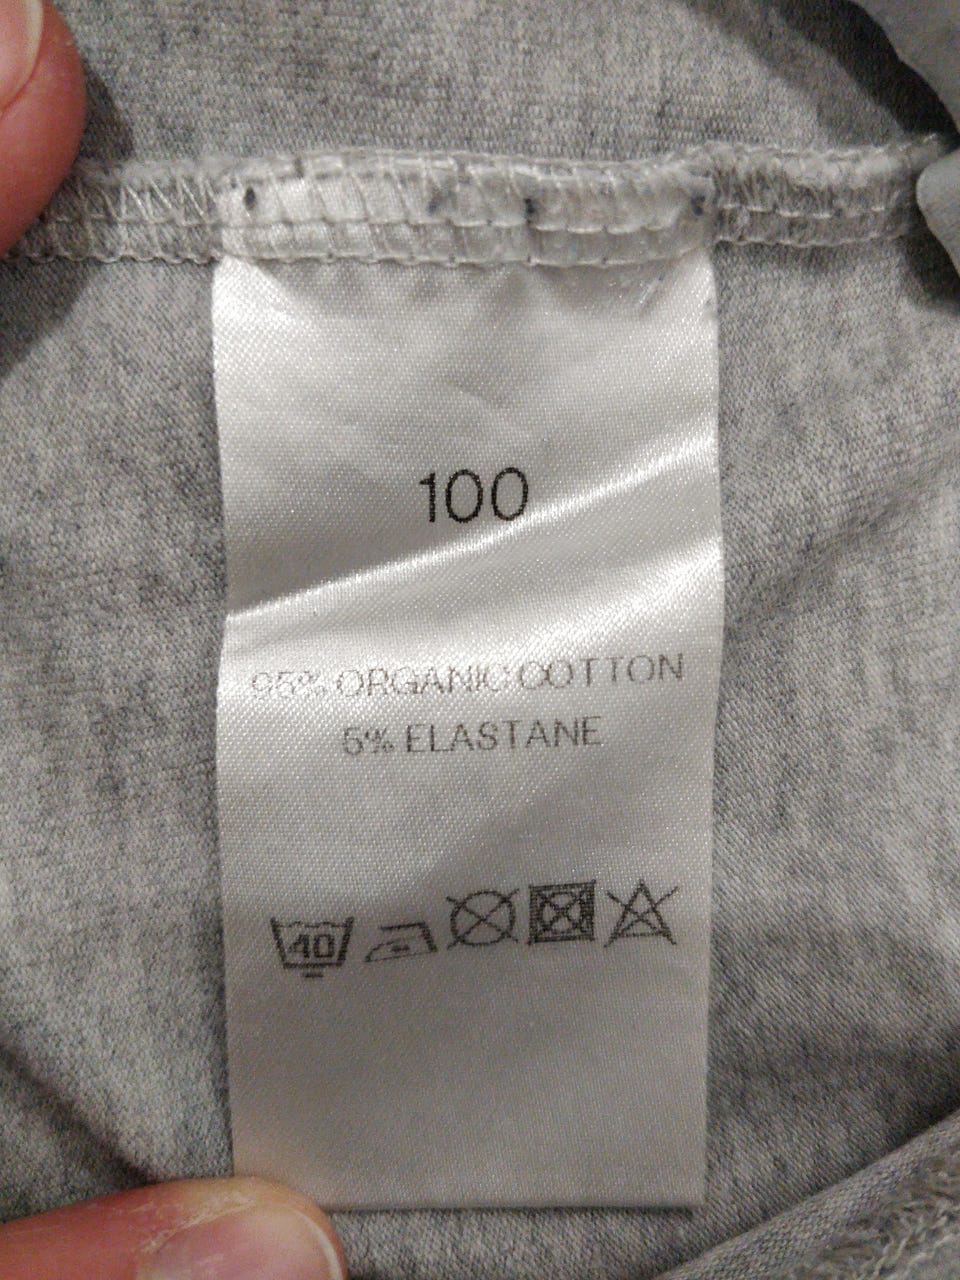 100
95% ORGANIC COTTON
5% ELASTANE
40